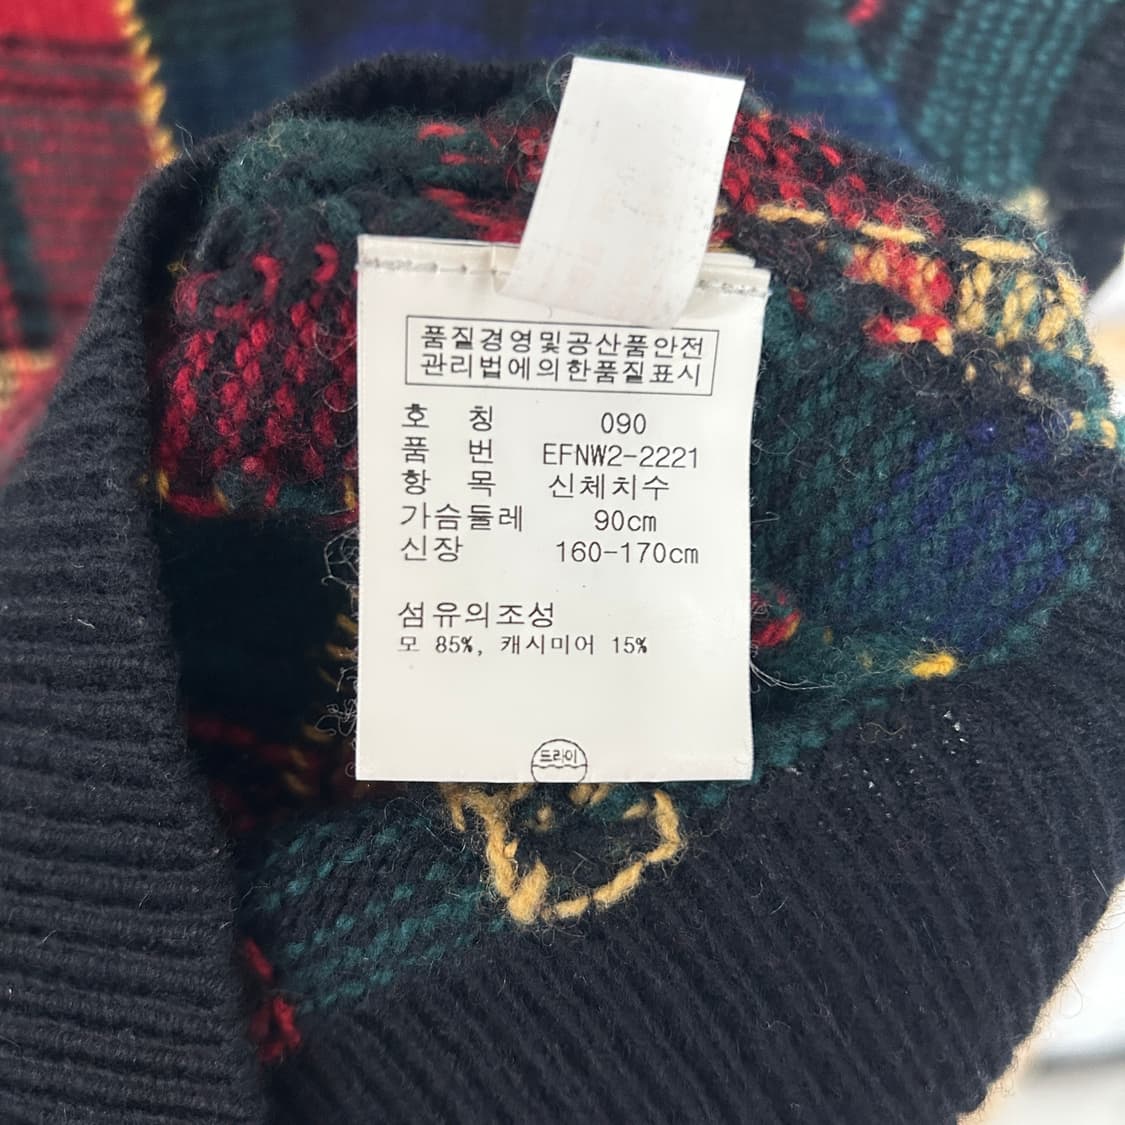 품질경영및공산품안전
관리법에의한품질표시
호 칭 090
품 번 EFNW2-2221
항 목 신체치수
가슴둘레 90cm
신장 160-170cm
섬유의조성
모 85%, 캐시미어 15%
드라이